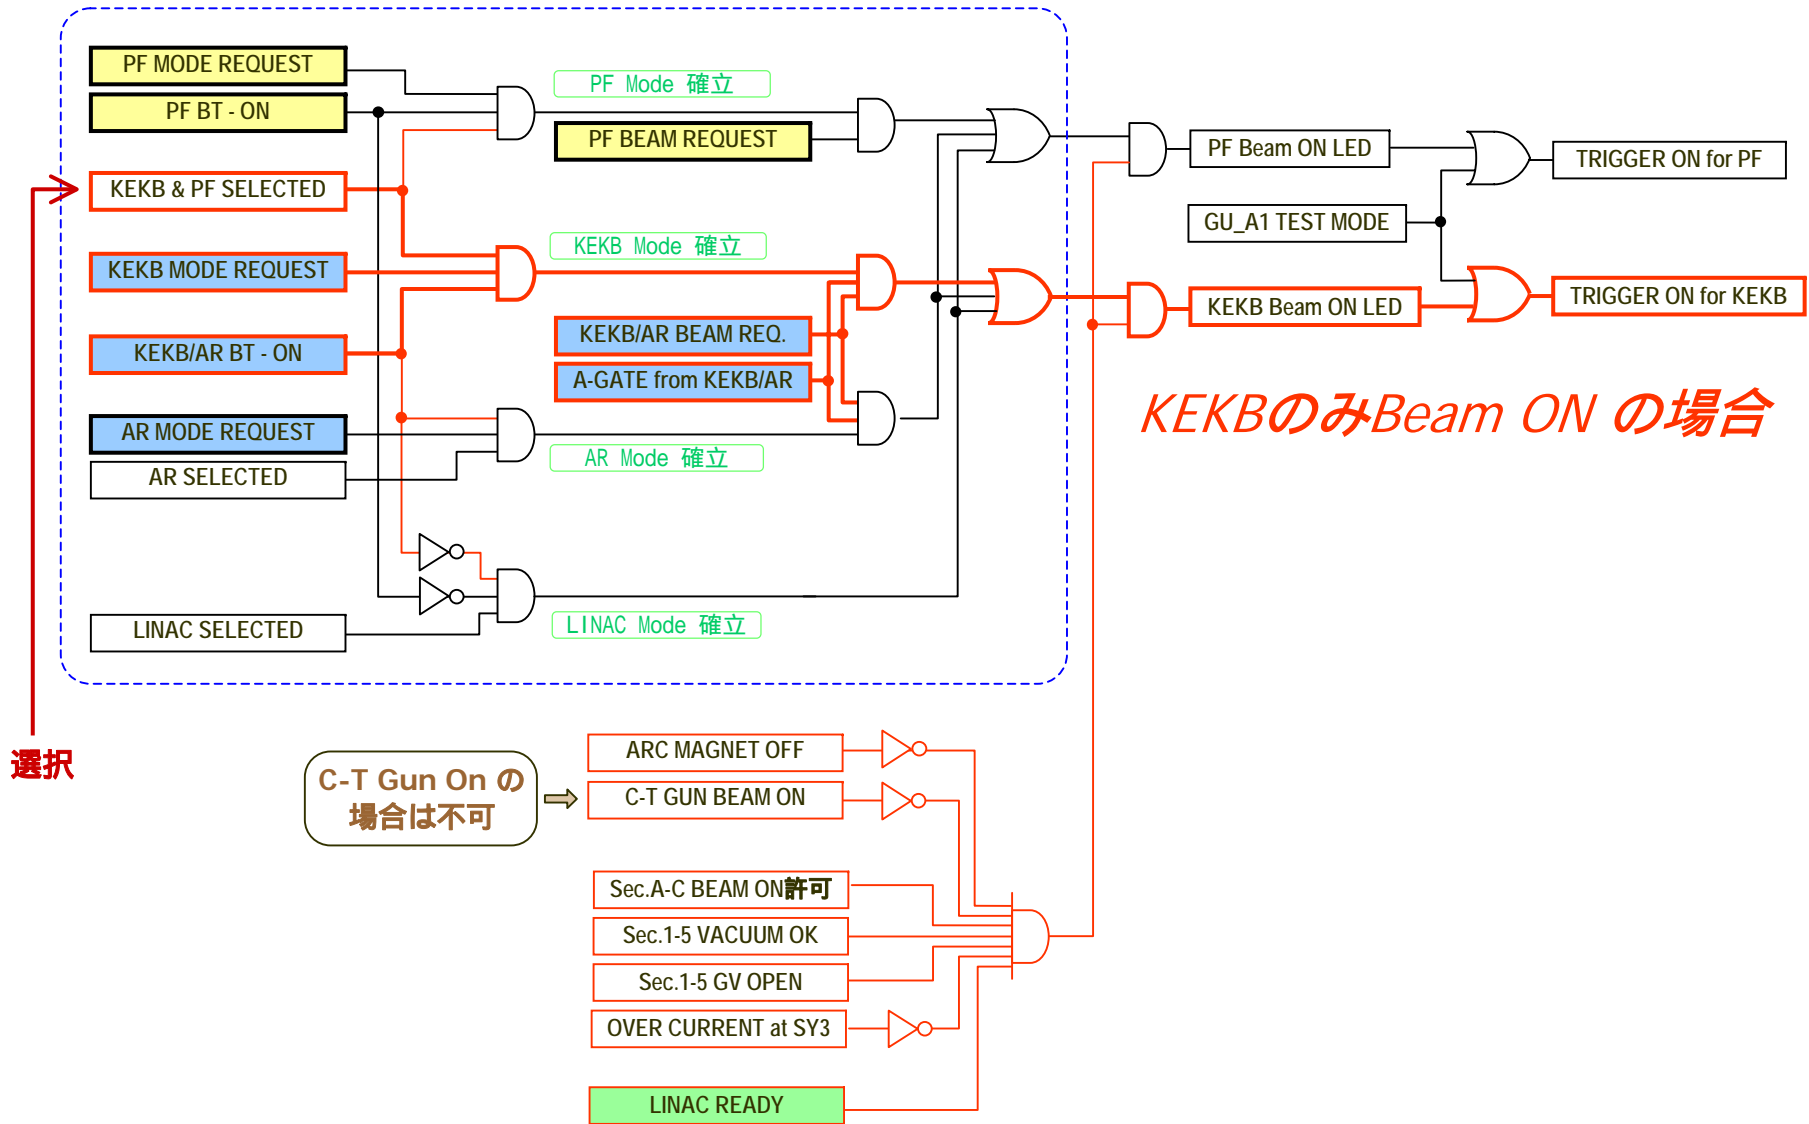 PF MODE REQUEST
PF Mode 確立
PF BT - ON
PF BEAM REQUEST
PF Beam ON LED
TRIGGER ON for PF
KEKB & PF SELECTED
GU_A1 TEST MODE
KEKB Mode 確立
KEKB MODE REQUEST
KEKB Beam ON LED
TRIGGER ON for KEKB
KEKB/AR BEAM REQ.
KEKB/AR BT - ON
A-GATE from KEKB/AR
KEKBのみBeam ON の場合
AR MODE REQUEST
AR Mode 確立
AR SELECTED
LINAC SELECTED
LINAC Mode 確立
選択
ARC MAGNET OFF
C-T Gun On の
場合は不可
C-T GUN BEAM ON
Sec.A-C BEAM ON許可
Sec.1-5 VACUUM OK
Sec.1-5 GV OPEN
OVER CURRENT at SY3
LINAC READY